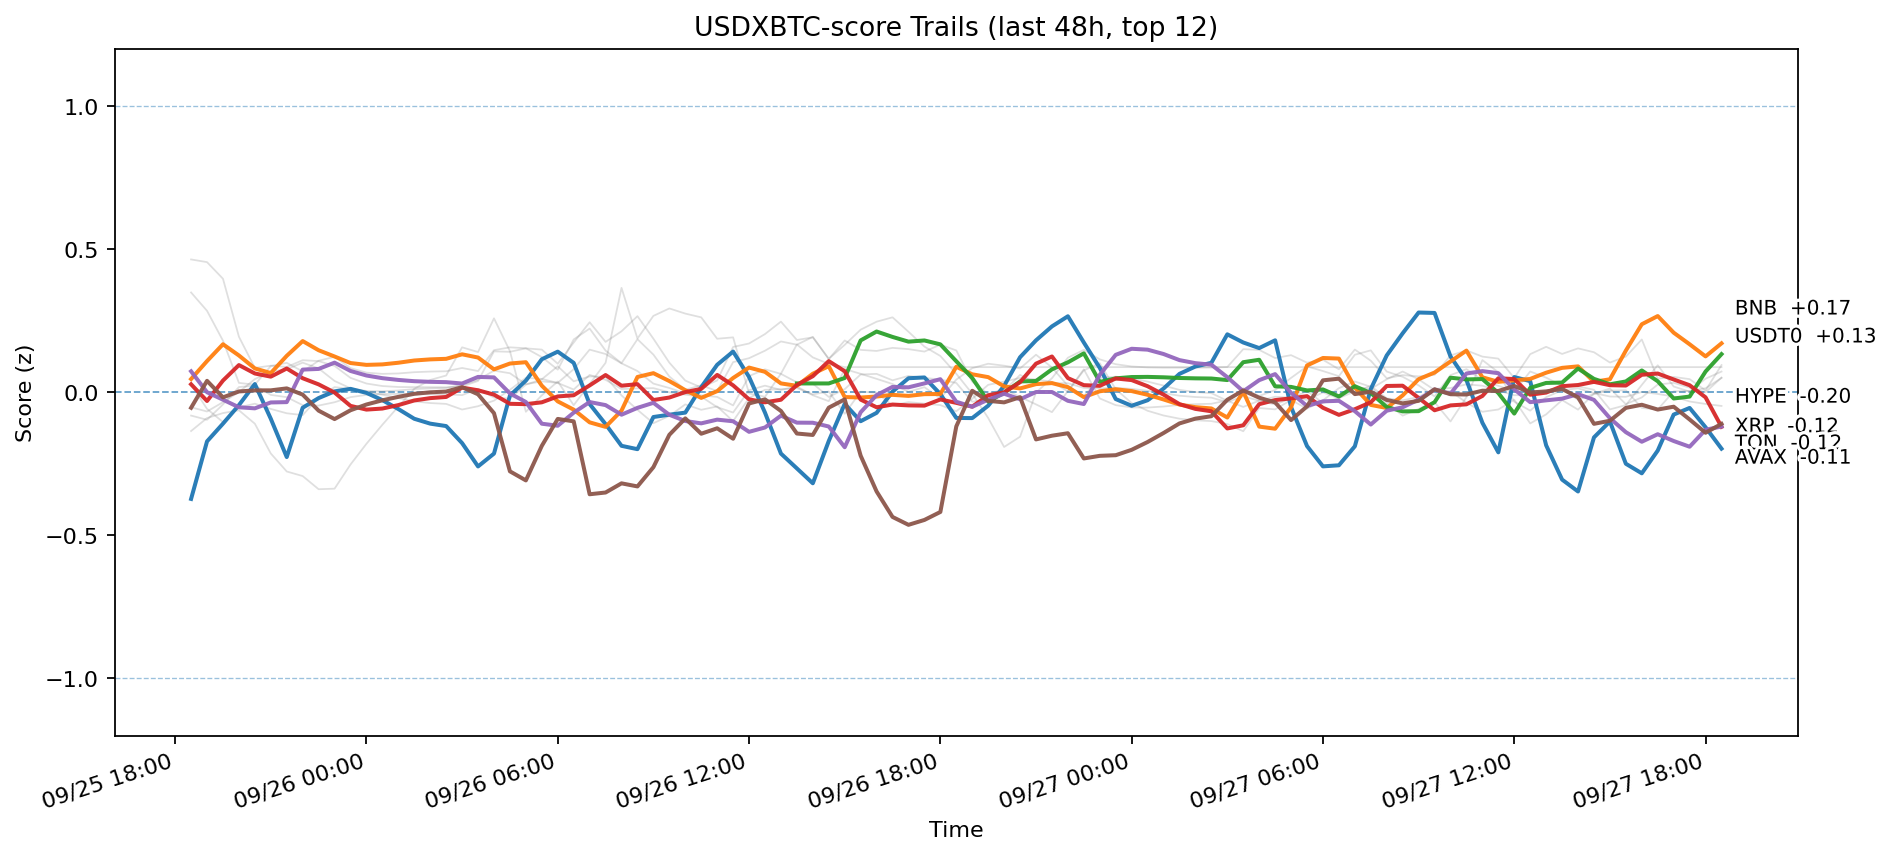 USDXBTC-score Trails (last 48h, top 12)
1.0
0.5
0.0
−0.5
−1.0
Score (z)
BNB +0.17
USDT0 +0.13
HYPE -0.20
XRP -0.12
TON -0.12
AVAX -0.11
09/25 18:00
09/26 00:00
09/26 06:00
09/26 12:00
09/26 18:00
09/27 00:00
09/27 06:00
09/27 12:00
09/27 18:00
Time